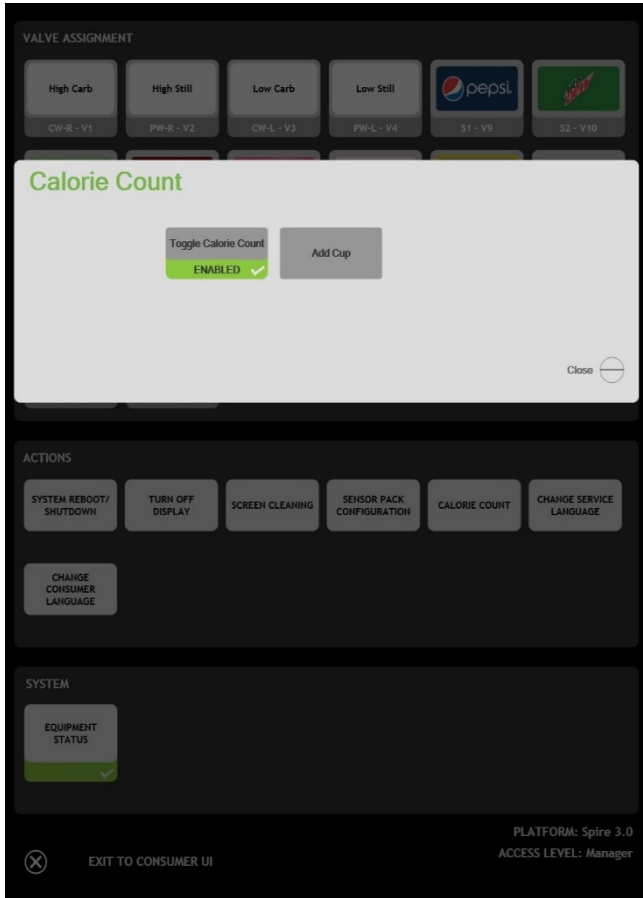 VALVE ASSIGNMENT
High Carb
High Still
Low Carb
Low Still
pepsi
CW-R - V1
PW-R - V2
CW-L - V3
PW-L - V4
S1 - V9
S2 - V10
Calorie Count
Toggle Calorie Count
ENABLED
Add Cup
Close
ACTIONS
SYSTEM REBOOT/
SHUTDOWN
TURN OFF
DISPLAY
SCREEN CLEANING
SENSOR PACK
CONFIGURATION
CALORIE COUNT
CHANGE SERVICE
LANGUAGE
CHANGE
CONSUMER
LANGUAGE
SYSTEM
EQUIPMENT
STATUS
PLATFORM: Spire 3.0
ACCESS LEVEL: Manager
EXIT TO CONSUMER UI